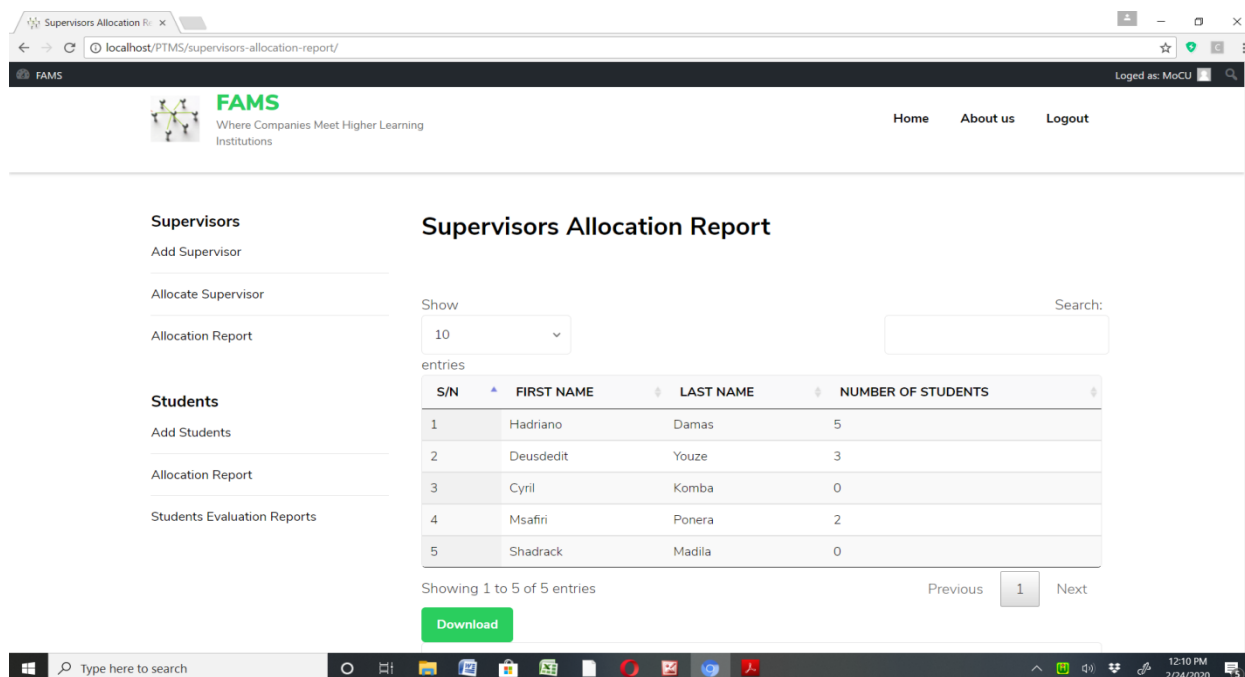 Supervisors Allocation Re
localhost/PTMS/supervisors-allocation-report/
FAMS
Loged as: MoCU
FAMS
Where Companies Meet Higher Learning
Institutions
Home About us Logout
Supervisors
Add Supervisor
Allocate Supervisor
Allocation Report
Students
Add Students
Allocation Report
Students Evaluation Reports
Supervisors Allocation Report
Show
10
entries
Search:
S/N FIRST NAME LAST NAME NUMBER OF STUDENTS
1 Hadriano Damas 5
2 Deusdedit Youze 3
3 Cyril Komba 0
4 Msafiri Ponera 2
5 Shadrack Madila 0
Showing 1 to 5 of 5 entries
Previous 1 Next
Download
Type here to search
12:10 PM
2/24/2020